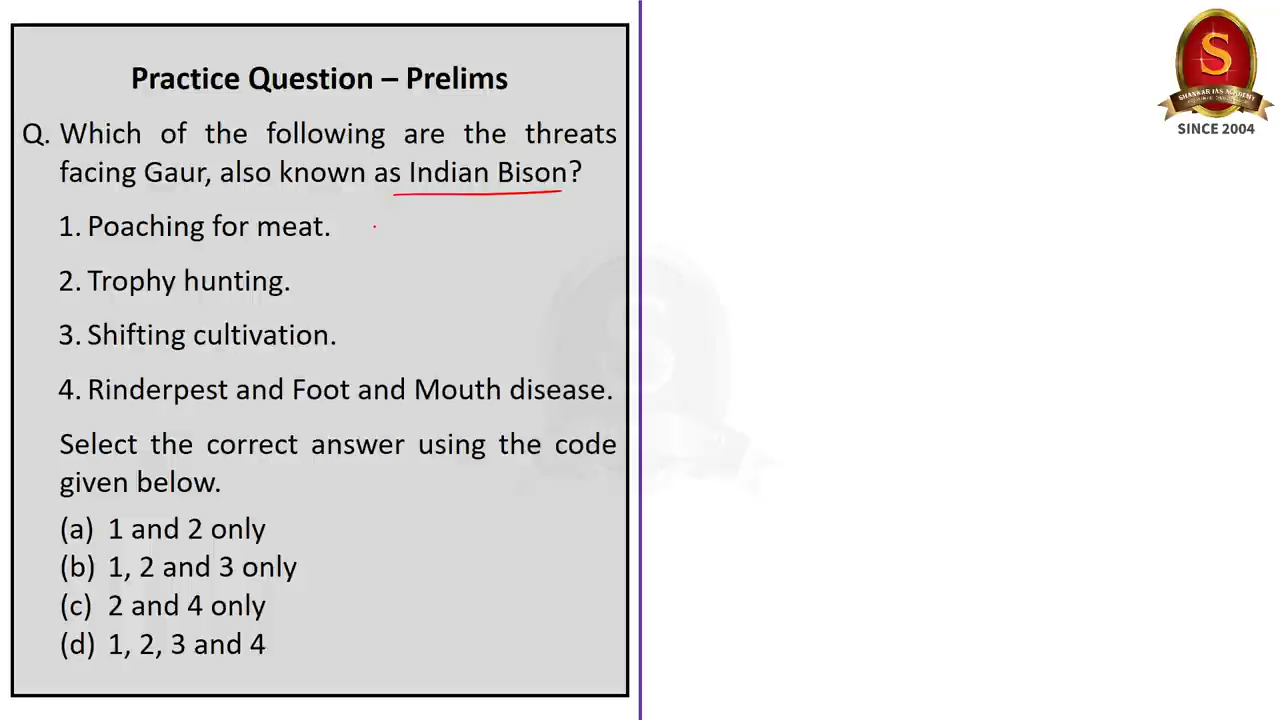 Practice Question – Prelims
Q. Which of the following are the threats
facing Gaur, also known as Indian Bison?
1. Poaching for meat.
2. Trophy hunting.
3. Shifting cultivation.
4. Rinderpest and Foot and Mouth disease.
Select the correct answer using the code
given below.
(a) 1 and 2 only
(b) 1, 2 and 3 only
(c) 2 and 4 only
(d) 1, 2, 3 and 4
S
SHANKAR IAS ACADEMY
SINCE 2004